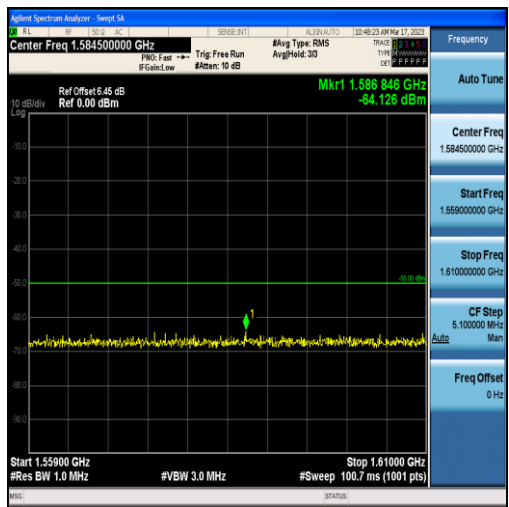 Agilent Spectrum Analyzer - Swept SA
RL RF 50 Ω AC SENSE:INT ALIGN AUTO 10:48:23 AM Mar 17, 2023
Center Freq 1.584500000 GHz
PNO: Fast
IFGain:Low
Trig: Free Run
#Atten: 10 dB
#Avg Type: RMS
Avg|Hold: 3/3
TRACE 1 2 3 4 5 6
TYPE
DET P P P P P P
Frequency
Mkr1 1.586 846 GHz
-64.126 dBm
Ref Offset 6.45 dB
10 dB/div Ref 0.00 dBm
Log
-10.0
-20.0
-30.0
-40.0
-50.0
-60.0
-70.0
-80.0
-90.0
-50.00 dBm
1
Start 1.55900 GHz Stop 1.61000 GHz
#Res BW 1.0 MHz #VBW 3.0 MHz #Sweep 100.7 ms (1001 pts)
MSG STATUS
Auto Tune
Center Freq
1.584500000 GHz
Start Freq
1.559000000 GHz
Stop Freq
1.610000000 GHz
CF Step
5.100000 MHz
Auto Man
Freq Offset
0 Hz